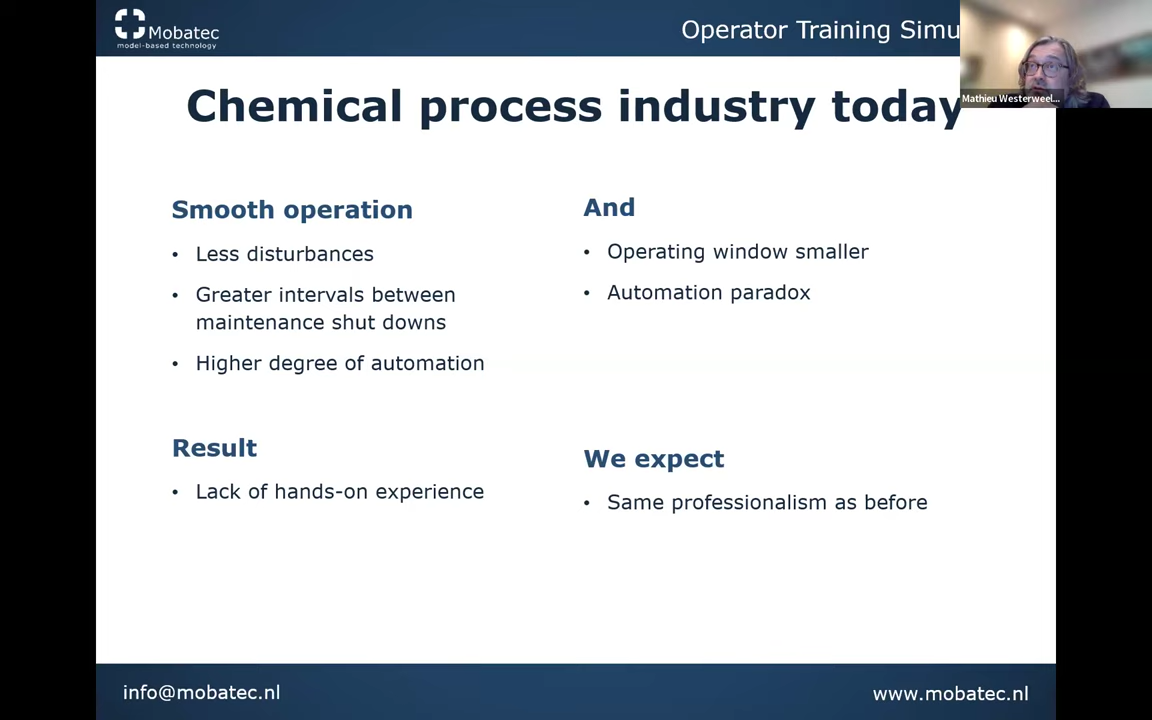 Mobatec
model-based technology
Operator Training Simu
Mathieu Westerweel...
Chemical process industry today
Smooth operation
• Less disturbances
• Greater intervals between
maintenance shut downs
• Higher degree of automation
And
• Operating window smaller
• Automation paradox
Result
• Lack of hands-on experience
We expect
• Same professionalism as before
info@mobatec.nl
www.mobatec.nl